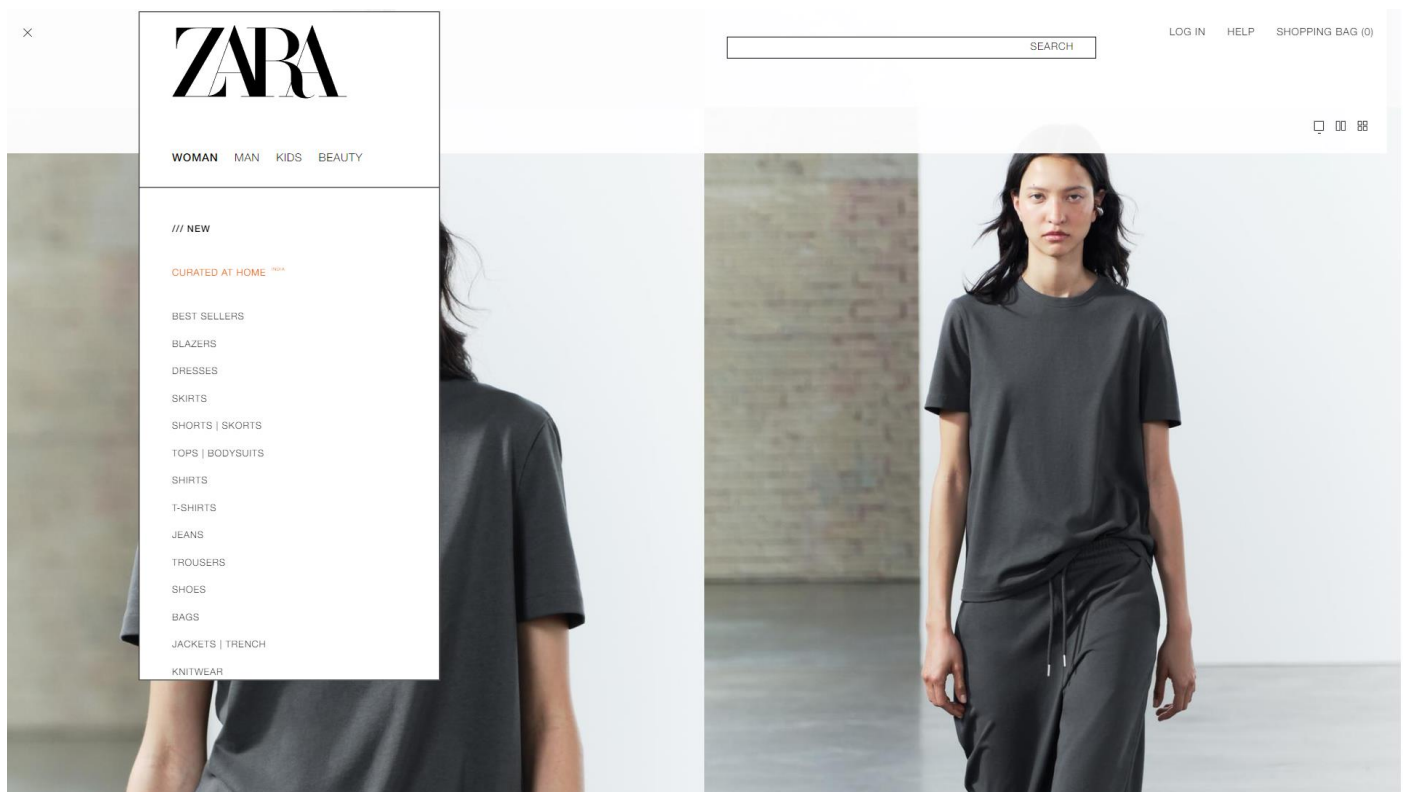 ZARA
SEARCH
LOG IN
HELP
SHOPPING BAG (0)
WOMAN
MAN
KIDS
BEAUTY
/// NEW
CURATED AT HOME
BEST SELLERS
BLAZERS
DRESSES
SKIRTS
SHORTS | SKORTS
TOPS | BODYSUITS
SHIRTS
T-SHIRTS
JEANS
TROUSERS
SHOES
BAGS
JACKETS | TRENCH
KNITWEAR